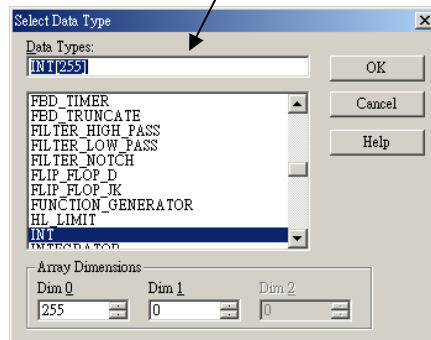 Select Data Type
Data Types:
INT[255]
OK
FBD_TIMER
FBD_TRUNCATE
FILTER_HIGH_PASS
FILTER_LOW_PASS
FILTER_NOTCH
FLIP_FLOP_D
FLIP_FLOP_JK
FUNCTION_GENERATOR
HL_LIMIT
INT
INTEGRATOR
Cancel
Help
Array Dimensions
Dim 0 Dim 1 Dim 2
255 0 0